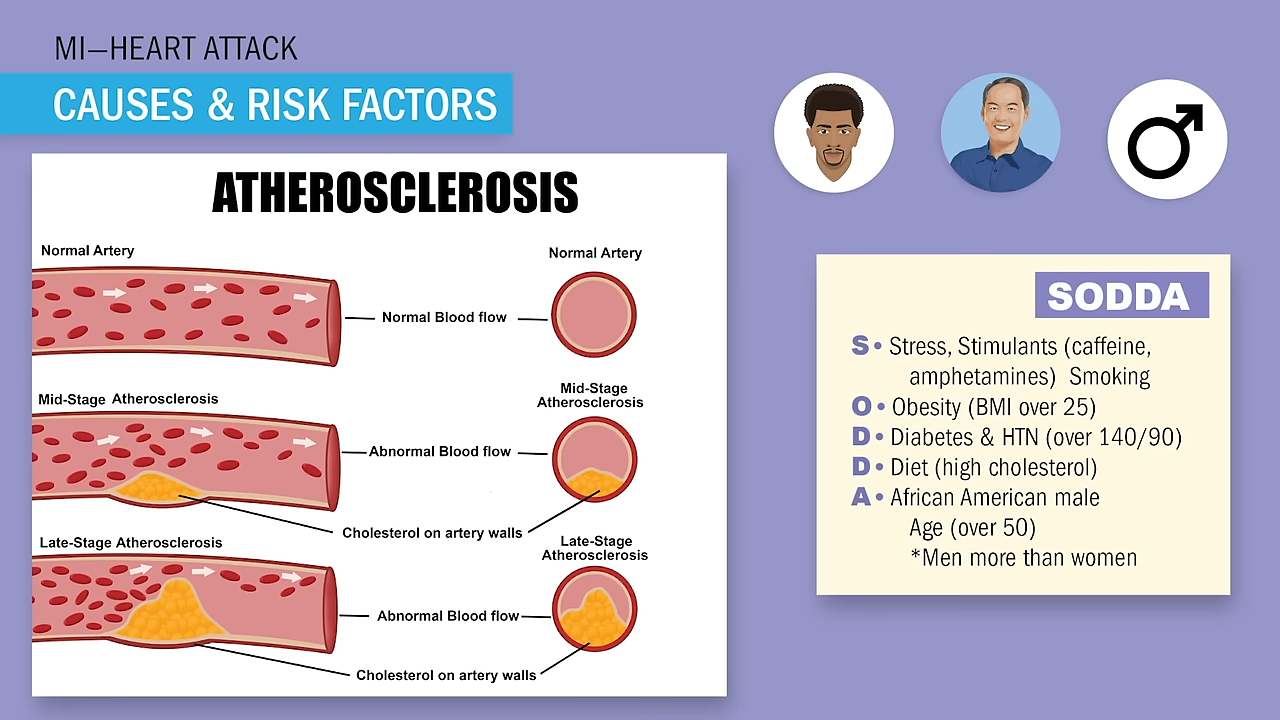 MI–HEART ATTACK
CAUSES & RISK FACTORS
ATHEROSCLEROSIS
Normal Artery
Normal Artery
Normal Blood flow
Mid-Stage Atherosclerosis
Mid-Stage
Atherosclerosis
Abnormal Blood flow
Cholesterol on artery walls
Late-Stage Atherosclerosis
Late-Stage
Atherosclerosis
Abnormal Blood flow
Cholesterol on artery walls
SODDA
S • Stress, Stimulants (caffeine,
amphetamines) Smoking
O • Obesity (BMI over 25)
D • Diabetes & HTN (over 140/90)
D • Diet (high cholesterol)
A • African American male
Age (over 50)
*Men more than women